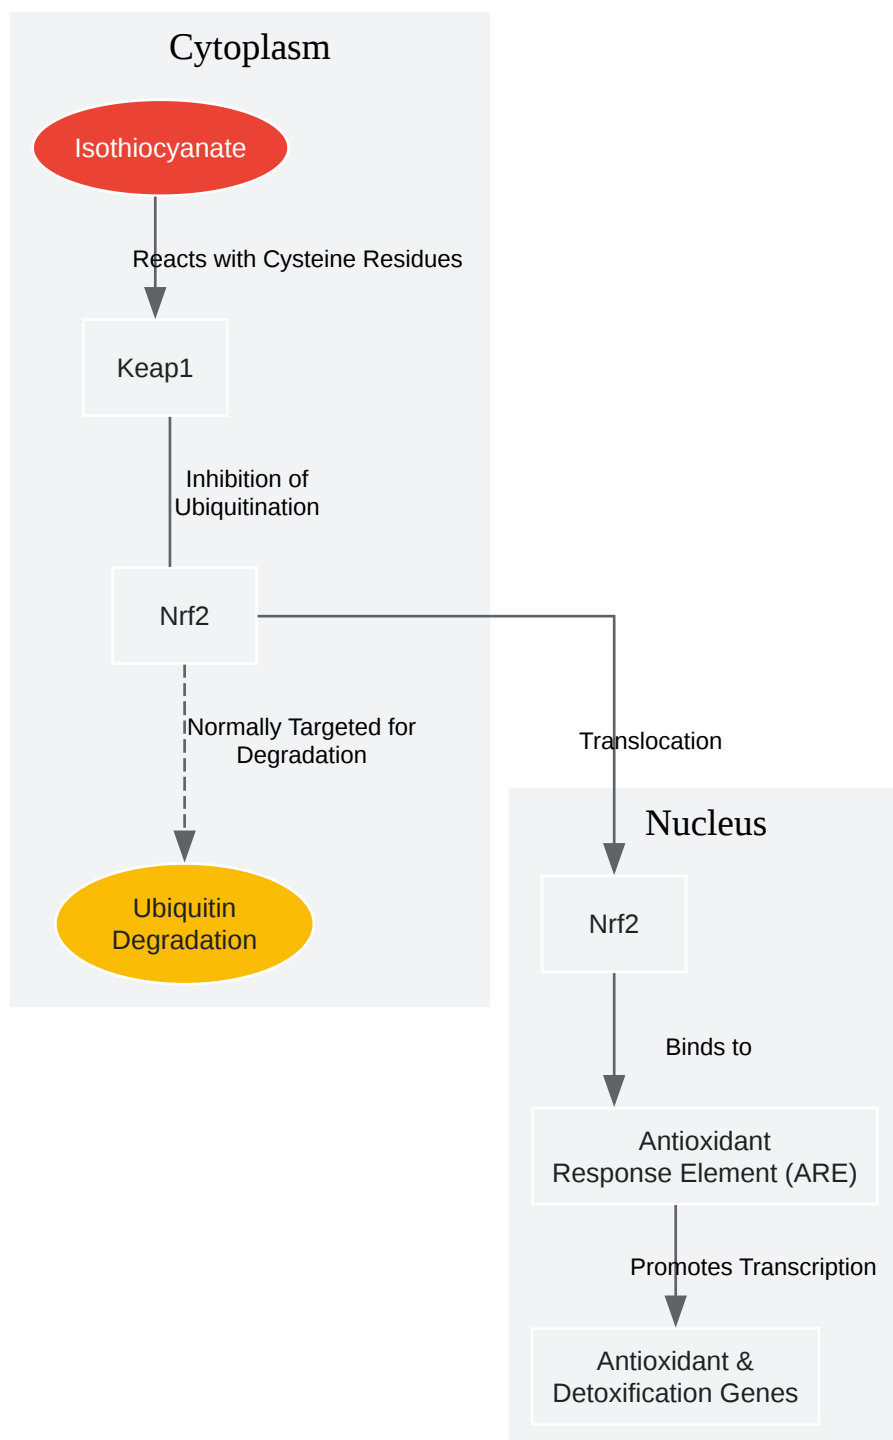 Cytoplasm
Isothiocyanate
Reacts with Cysteine Residues
Keap1
Inhibition of
Ubiquitination
Nrf2
Normally Targeted for
Degradation
Ubiquitin
Degradation
Translocation
Nucleus
Nrf2
Binds to
Antioxidant
Response Element (ARE)
Promotes Transcription
Antioxidant &
Detoxification Genes